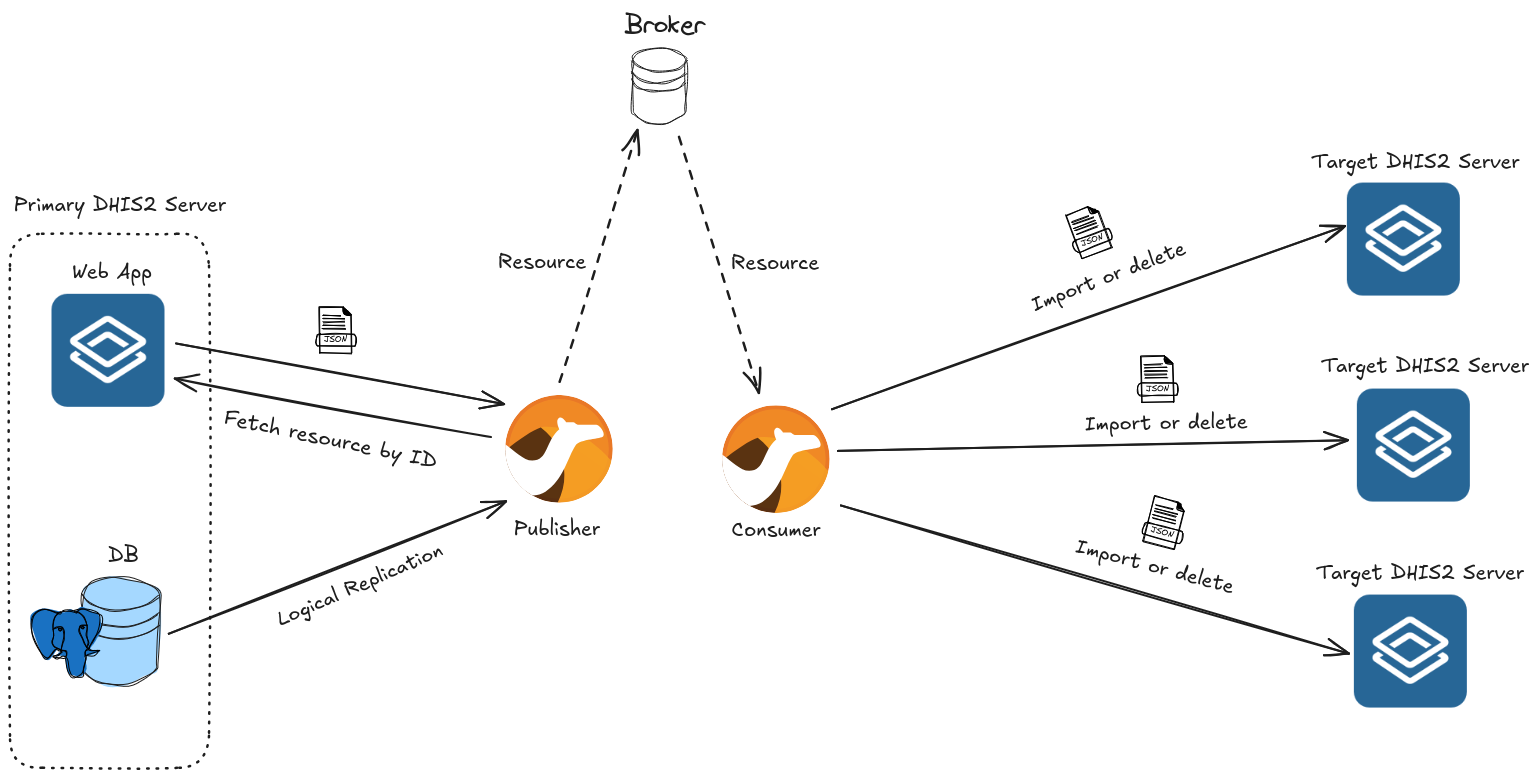 Broker
Primary DHIS2 Server
Web App
JSON
Fetch resource by ID
DB
Logical Replication
Publisher
Resource
Resource
Consumer
JSON
Import or delete
Target DHIS2 Server
JSON
Import or delete
Target DHIS2 Server
JSON
Import or delete
Target DHIS2 Server